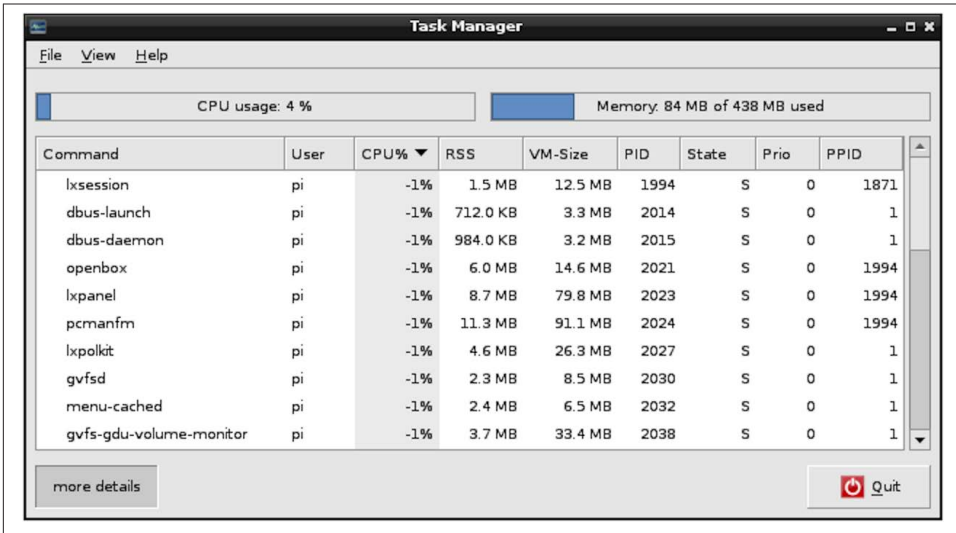 Task Manager
File View Help
CPU usage: 4 %
Memory: 84 MB of 438 MB used
Command User CPU% RSS VM-Size PID State Prio PPID
lxsession pi -1% 1.5 MB 12.5 MB 1994 S 0 1871
dbus-launch pi -1% 712.0 KB 3.3 MB 2014 S 0 1
dbus-daemon pi -1% 984.0 KB 3.2 MB 2015 S 0 1
openbox pi -1% 6.0 MB 14.6 MB 2021 S 0 1994
lxpanel pi -1% 8.7 MB 79.8 MB 2023 S 0 1994
pcmanfm pi -1% 11.3 MB 91.1 MB 2024 S 0 1994
lxpolkit pi -1% 4.6 MB 26.3 MB 2027 S 0 1
gvfsd pi -1% 2.3 MB 8.5 MB 2030 S 0 1
menu-cached pi -1% 2.4 MB 6.5 MB 2032 S 0 1
gvfs-gdu-volume-monitor pi -1% 3.7 MB 33.4 MB 2038 S 0 1
more details
Quit